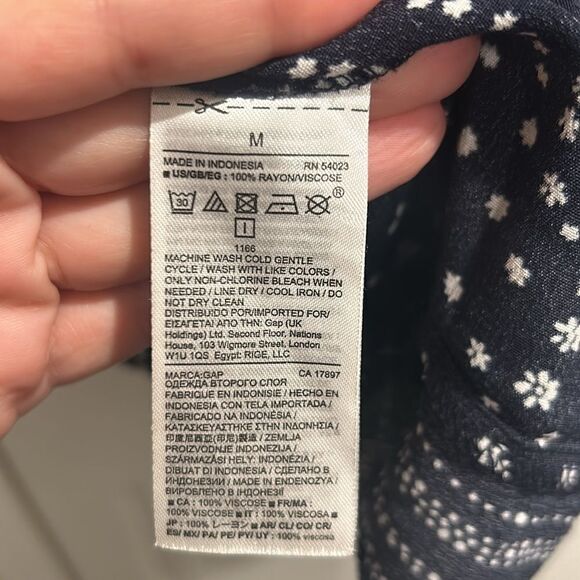 M
MADE IN INDONESIA RN 54023
■ US/GB/EG : 100% RAYON/VISCOSE
30
®
I
1166
MACHINE WASH COLD GENTLE
CYCLE / WASH WITH LIKE COLORS /
ONLY NON-CHLORINE BLEACH WHEN
NEEDED / LINE DRY / COOL IRON / DO
NOT DRY CLEAN
DISTRIBUIDO POR/IMPORTED FOR/
ΕΙΣΑΓΕΤΑΙ ΑΠΟ ΤΗΝ: Gap (UK
Holdings) Ltd. Second Floor, Nations
House, 103 Wigmore Street, London
W1U 1QS Egypt: RIGE, LLC
MARCA:GAP CA 17897
ОДЕЖДА ВТОРОГО СЛОЯ
FABRIQUE EN INDONISIE / HECHO EN
INDONESIA CON TELA IMPORTADA /
FABRICADO NA INDONÉSIA /
ΚΑΤΑΣΚΕΥΑΣΤΗΚΕ ΣΤΗΝ ΙΝΔΟΝΗΣΙΑ /
印度尼西亚(印尼)製造 / ZEMLJA
PROIZVODNJE INDONEZIJA /
SZÁRMAZÁSI HELY: INDONÉZIA /
DIBUAT DI INDONESIA / СДЕЛАНО В
ИНДОНЕЗИИ / MADE IN ENDONEZYA /
ВИРОБЛЕНО В ІНДОНЕЗІЇ
■ CA : 100% VISCOSE ■ FR/MA :
100% VISCOSE ■ IT : 100% VISCOSA ■
JP : 100% レーヨン ■ AR/CL/CO/CR/
ES/MX/PA/PE/PY/UY : 100% VISCOSA